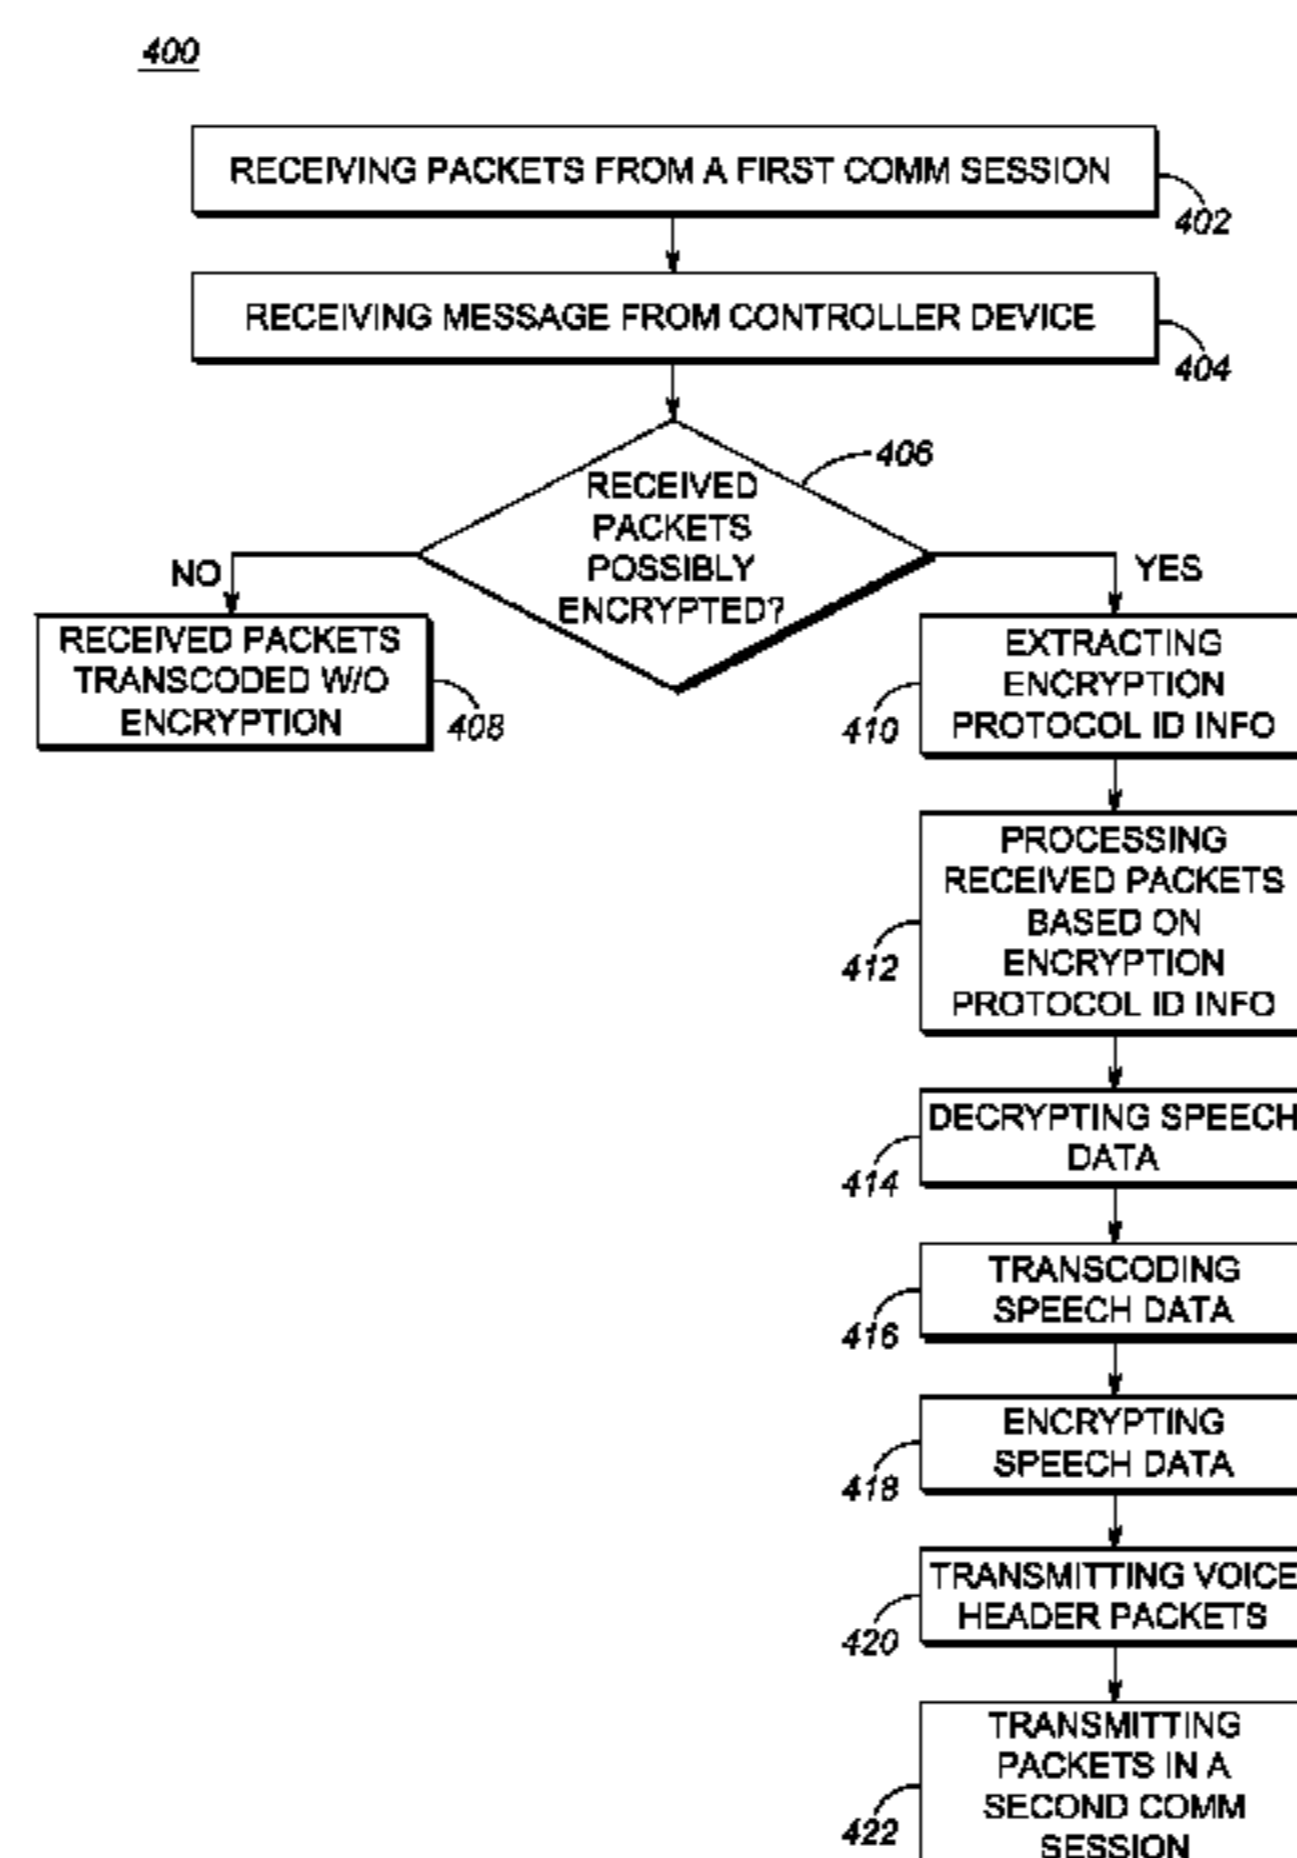 400
RECEIVING PACKETS FROM A FIRST COMM SESSION
402
RECEIVING MESSAGE FROM CONTROLLER DEVICE
404
406
RECEIVED
PACKETS
POSSIBLY
ENCRYPTED?
NO
YES
RECEIVED PACKETS
TRANSCODED W/O
ENCRYPTION
408
EXTRACTING
ENCRYPTION
PROTOCOL ID INFO
410
PROCESSING
RECEIVED PACKETS
BASED ON
ENCRYPTION
PROTOCOL ID INFO
412
DECRYPTING SPEECH
DATA
414
TRANSCODING
SPEECH DATA
416
ENCRYPTING
SPEECH DATA
418
TRANSMITTING VOICE
HEADER PACKETS
420
TRANSMITTING
PACKETS IN A
SECOND COMM
SESSION
422